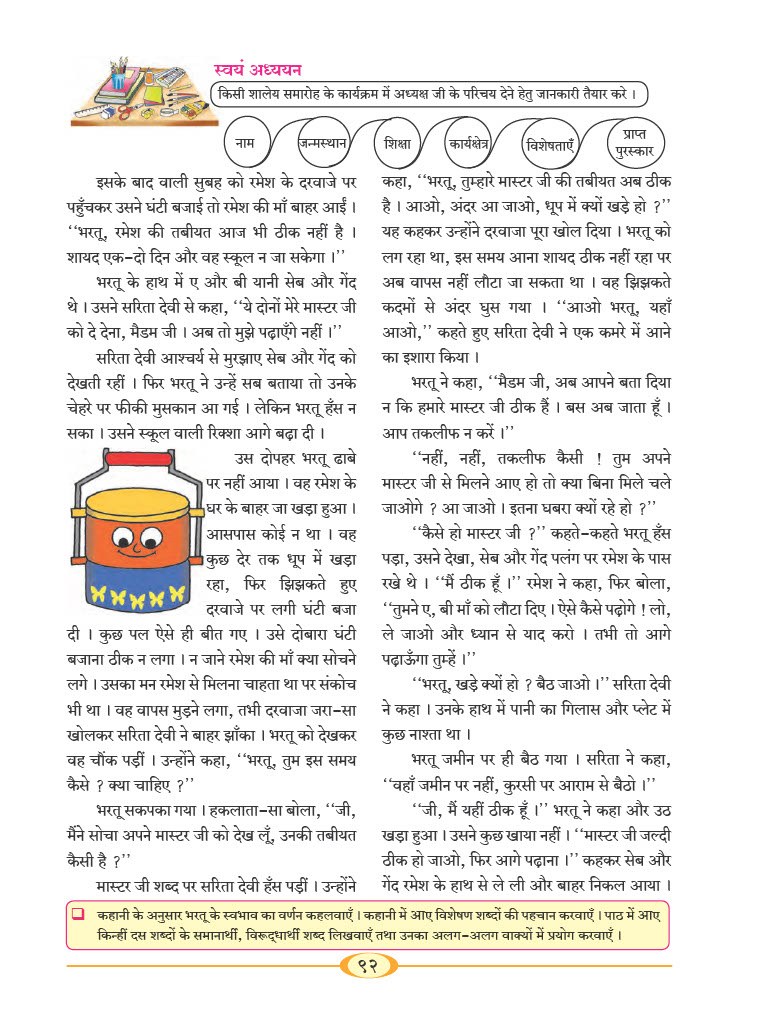 स्वयं अध्ययन
किसी शालेय समारोह के कार्यक्रम में अध्यक्ष जी के परिचय देने हेतु जानकारी तैयार करे ।
नाम
जन्मस्थान
शिक्षा
कार्यक्षेत्र
विशेषताएँ
प्राप्त
पुरस्कार
इसके बाद वाली सुबह को रमेश के दरवाजे पर
पहुँचकर उसने घंटी बजाई तो रमेश की माँ बाहर आईं ।
‘‘भरतू, रमेश की तबीयत आज भी ठीक नहीं है ।
शायद एक-दो दिन और वह स्कूल न जा सकेगा ।’’
भरतू के हाथ में ए और बी यानी सेब और गेंद
थे । उसने सरिता देवी से कहा, ‘‘ये दोनों मेरे मास्टर जी
को दे देना, मैडम जी । अब तो मुझे पढ़ाएँगे नहीं ।’’
सरिता देवी आश्चर्य से मुरझाए सेब और गेंद को
देखती रहीं । फिर भरतू ने उन्हें सब बताया तो उनके
चेहरे पर फीकी मुसकान आ गई । लेकिन भरतू हँस न
सका । उसने स्कूल वाली रिक्शा आगे बढ़ा दी ।
उस दोपहर भरतू ढाबे
पर नहीं आया । वह रमेश के
घर के बाहर जा खड़ा हुआ ।
आसपास कोई न था । वह
कुछ देर तक धूप में खड़ा
रहा, फिर झिझकते हुए
दरवाजे पर लगी घंटी बजा
दी । कुछ पल ऐसे ही बीत गए । उसे दोबारा घंटी
बजाना ठीक न लगा । न जाने रमेश की माँ क्या सोचने
लगे । उसका मन रमेश से मिलना चाहता था पर संकोच
भी था । वह वापस मुड़ने लगा, तभी दरवाजा जरा-सा
खोलकर सरिता देवी ने बाहर झाँका । भरतू को देखकर
वह चौंक पड़ीं । उन्होंने कहा, ‘‘भरतू, तुम इस समय
कैसे ? क्या चाहिए ?’’
भरतू सकपका गया । हकलाता-सा बोला, ‘‘जी,
मैंने सोचा अपने मास्टर जी को देख लूँ, उनकी तबीयत
कैसी है ?’’
मास्टर जी शब्द पर सरिता देवी हँस पड़ीं । उन्होंने
कहा, ‘‘भरतू, तुम्हारे मास्टर जी की तबीयत अब ठीक
है । आओ, अंदर आ जाओ, धूप में क्यों खड़े हो ?’’
यह कहकर उन्होंने दरवाजा पूरा खोल दिया । भरतू को
लग रहा था, इस समय आना शायद ठीक नहीं रहा पर
अब वापस नहीं लौटा जा सकता था । वह झिझकते
कदमों से अंदर घुस गया । ‘‘आओ भरतू, यहाँ
आओ,’’ कहते हुए सरिता देवी ने एक कमरे में आने
का इशारा किया ।
भरतू ने कहा, ‘‘मैडम जी, अब आपने बता दिया
न कि हमारे मास्टर जी ठीक हैं । बस अब जाता हूँ ।
आप तकलीफ न करें ।’’
‘‘नहीं, नहीं, तकलीफ कैसी ! तुम अपने
मास्टर जी से मिलने आए हो तो क्या बिना मिले चले
जाओगे ? आ जाओ । इतना घबरा क्यों रहे हो ?’’
‘‘कैसे हो मास्टर जी ?’’ कहते-कहते भरतू हँस
पड़ा, उसने देखा, सेब और गेंद पलंग पर रमेश के पास
रखे थे । ‘‘मैं ठीक हूँ ।’’ रमेश ने कहा, फिर बोला,
‘‘तुमने ए, बी माँ को लौटा दिए । ऐसे कैसे पढ़ोगे ! लो,
ले जाओ और ध्यान से याद करो । तभी तो आगे
पढ़ाऊँगा तुम्हें ।’’
‘‘भरतू, खड़े क्यों हो ? बैठ जाओ ।’’ सरिता देवी
ने कहा । उनके हाथ में पानी का गिलास और प्लेट में
कुछ नाश्ता था ।
भरतू जमीन पर ही बैठ गया । सरिता ने कहा,
‘‘वहाँ जमीन पर नहीं, कुरसी पर आराम से बैठो ।’’
‘‘जी, मैं यहीं ठीक हूँ ।’’ भरतू ने कहा और उठ
खड़ा हुआ । उसने कुछ खाया नहीं । ‘‘मास्टर जी जल्दी
ठीक हो जाओ, फिर आगे पढ़ाना ।’’ कहकर सेब और
गेंद रमेश के हाथ से ले ली और बाहर निकल आया ।
कहानी के अनुसार भरतू के स्वभाव का वर्णन कहलवाएँ । कहानी में आए विशेषण शब्दों की पहचान करवाएँ । पाठ में आए
किन्हीं दस शब्दों के समानार्थी, विरूद्धार्थी शब्द लिखवाएँ तथा उनका अलग-अलग वाक्यों में प्रयोग करवाएँ ।
९२